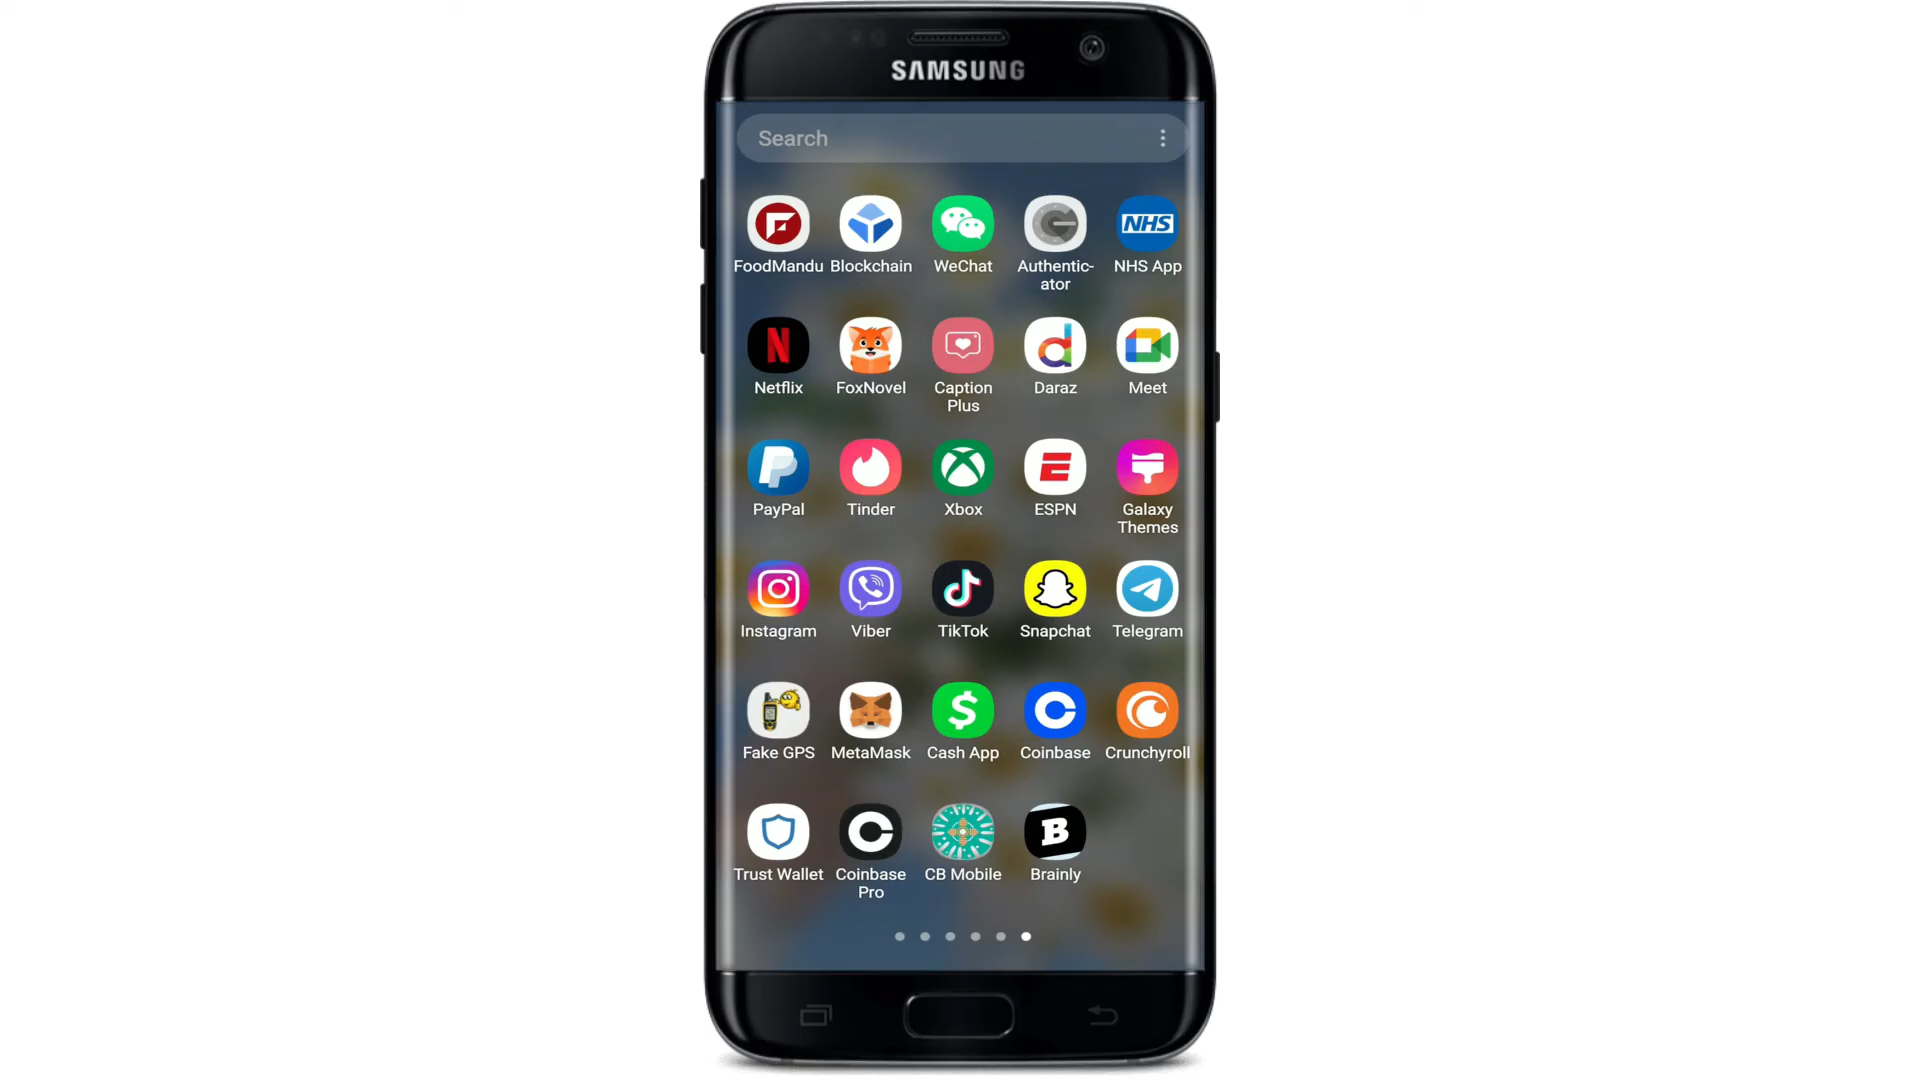 SAMSUNG
Search
NHS
FoodMandu Blockchain WeChat Authentic-ator NHS App
N
Netflix FoxNovel Caption Plus Daraz Meet
PayPal Tinder Xbox ESPN Galaxy Themes
Instagram Viber TikTok Snapchat Telegram
$
Fake GPS MetaMask Cash App Coinbase Crunchyroll
B
Trust Wallet Coinbase Pro CB Mobile Brainly